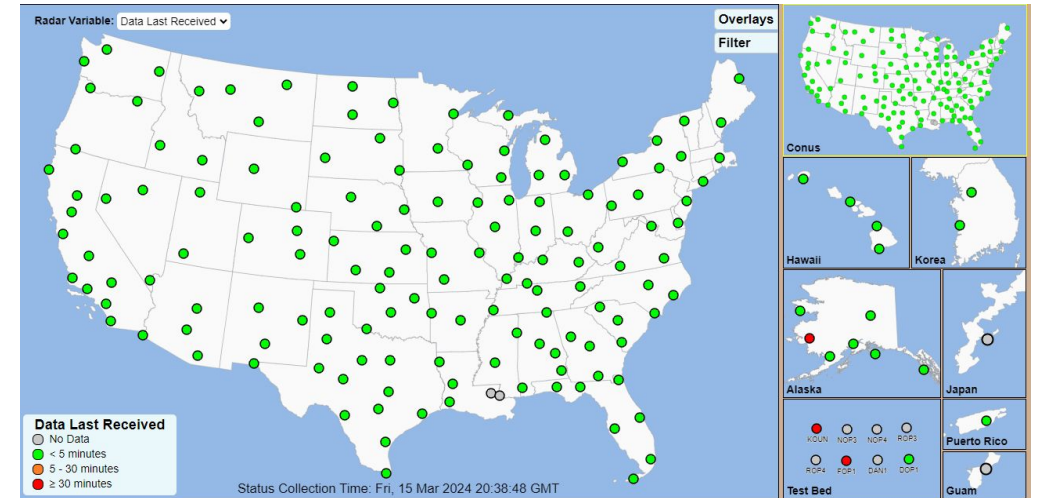 Radar Variable: Data Last Received
Overlays
Filter
Conus
Hawaii
Korea
Alaska
Japan
KOUN NOP3 NOP4 ROP3
ROP4 FOP1 DAN1 DOP1
Test Bed
Puerto Rico
Guam
Data Last Received
No Data
< 5 minutes
5 - 30 minutes
≥ 30 minutes
Status Collection Time: Fri, 15 Mar 2024 20:38:48 GMT